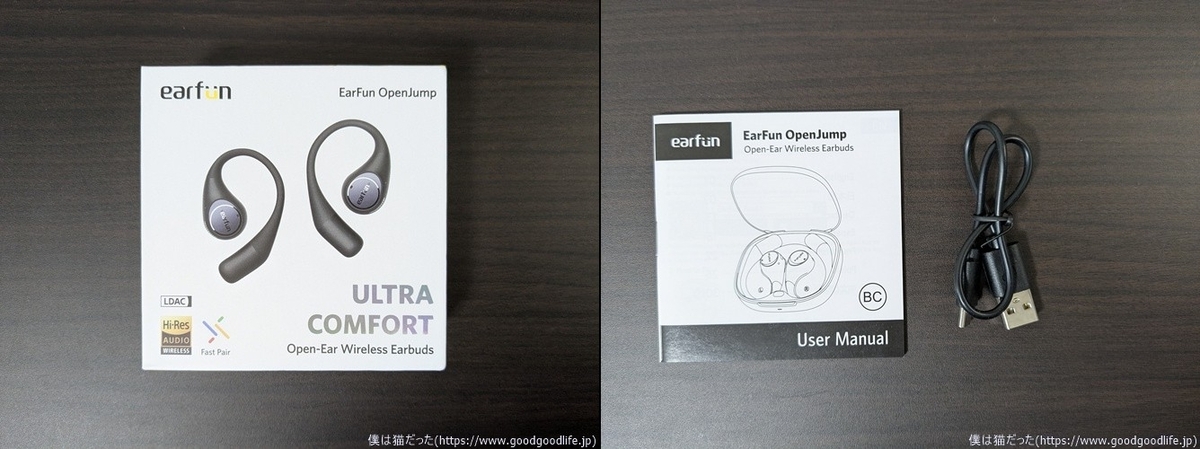 earfun
EarFun OpenJump
earfun
earfun
ULTRA
COMFORT
Open-Ear Wireless Earbuds
LDAC
Hi-Res
AUDIO
WIRELESS
Fast Pair
僕は猫だった(https://www.goodgoodlife.jp)
earfun
EarFun OpenJump
Open-Ear Wireless Earbuds
L
R
BC
User Manual
僕は猫だった(https://www.goodgoodlife.jp)